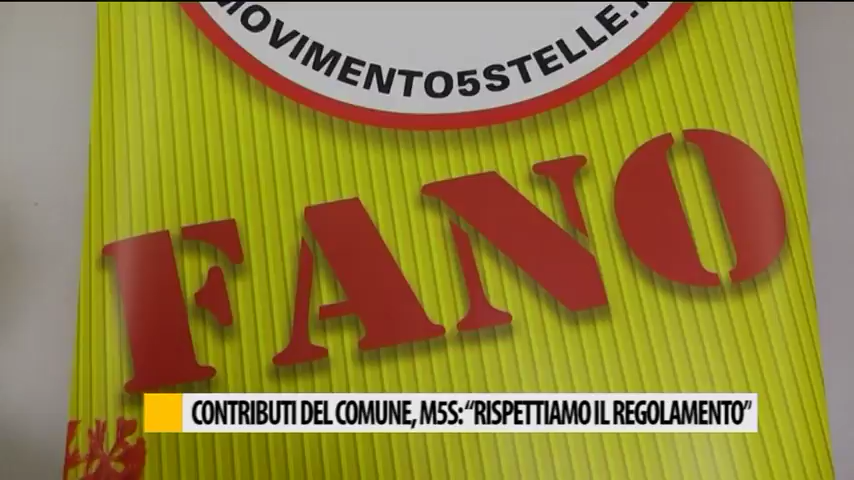 MOVIMENTO5STELLE.I
FANO
CONTRIBUTI DEL COMUNE, M5S: “RISPETTIAMO IL REGOLAMENTO”